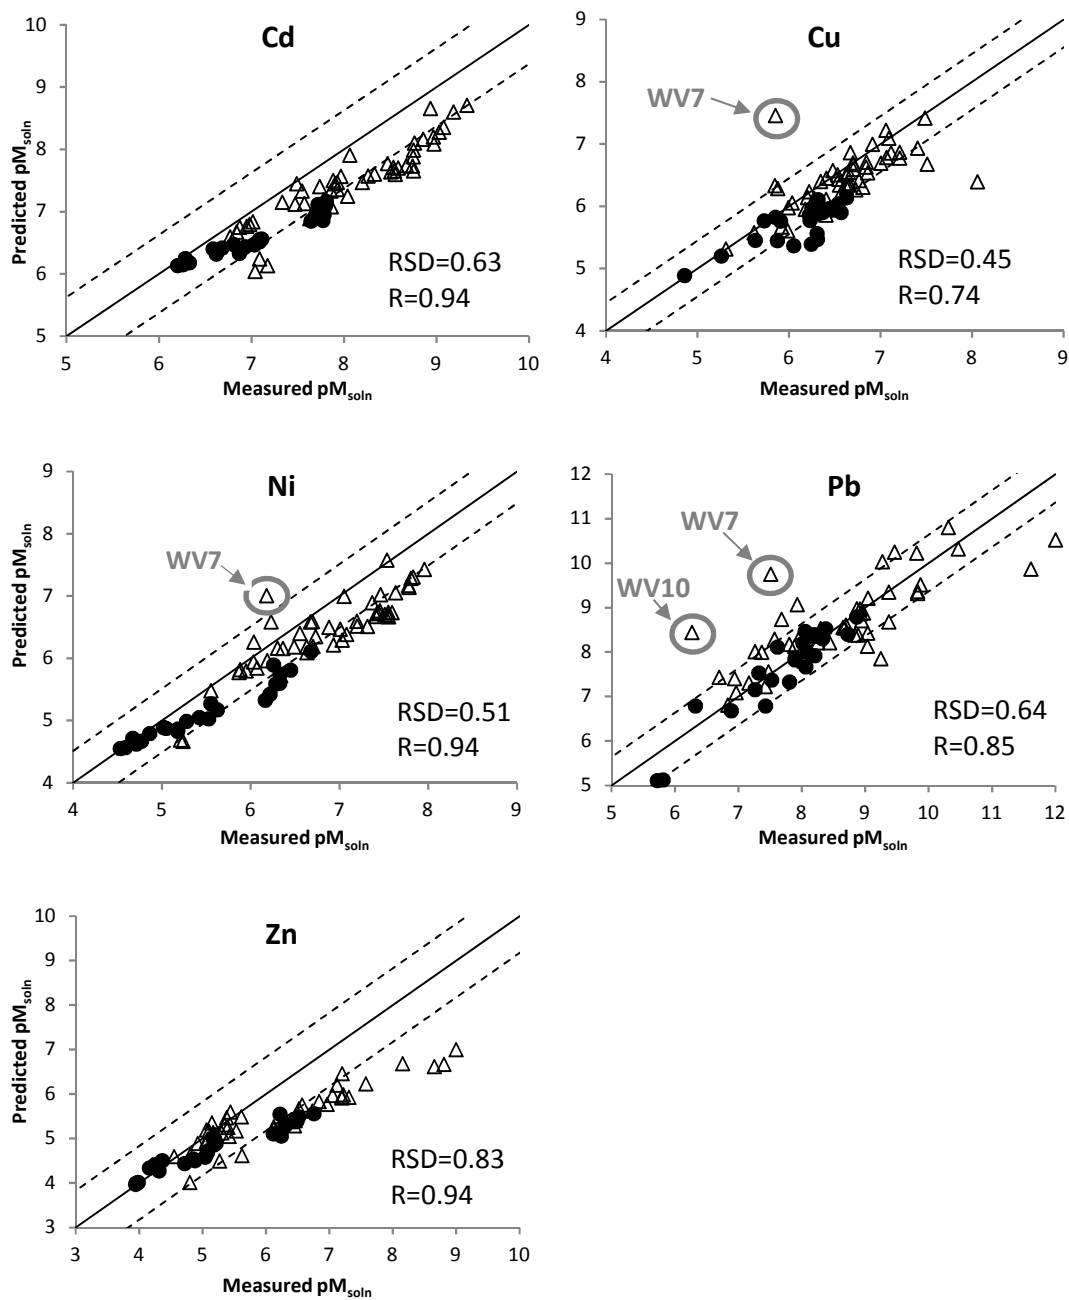 Cd
Predicted pMsoln
10
9
8
7
6
5
5 6 7 8 9 10
RSD=0.63
R=0.94
Measured pMsoln
Cu
9
8
7
6
5
4
4 5 6 7 8 9
WV7
RSD=0.45
R=0.74
Measured pMsoln
Ni
Predicted pMsoln
9
8
7
6
5
4
4 5 6 7 8 9
WV7
RSD=0.51
R=0.94
Measured pMsoln
Pb
12
11
10
9
8
7
6
5
5 6 7 8 9 10 11 12
WV7
WV10
RSD=0.64
R=0.85
Measured pMsoln
Zn
Predicted pMsoln
10
9
8
7
6
5
4
3
3 4 5 6 7 8 9 10
RSD=0.83
R=0.94
Measured pMsoln